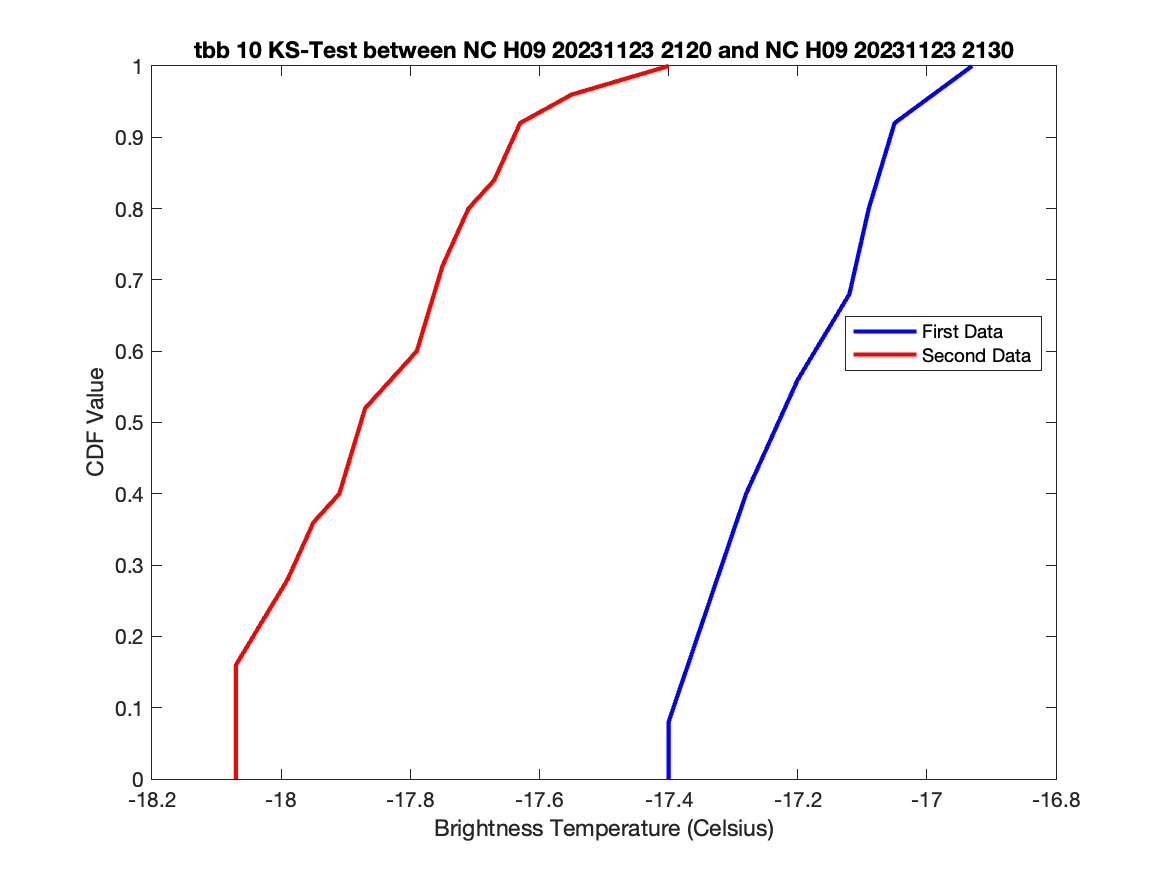 tbb 10 KS-Test between NC H09 20231123 2120 and NC H09 20231123 2130
1
0.9
0.8
0.7
0.6
0.5
0.4
0.3
0.2
0.1
0
CDF Value
First Data
Second Data
-18.2 -18 -17.8 -17.6 -17.4 -17.2 -17 -16.8
Brightness Temperature (Celsius)